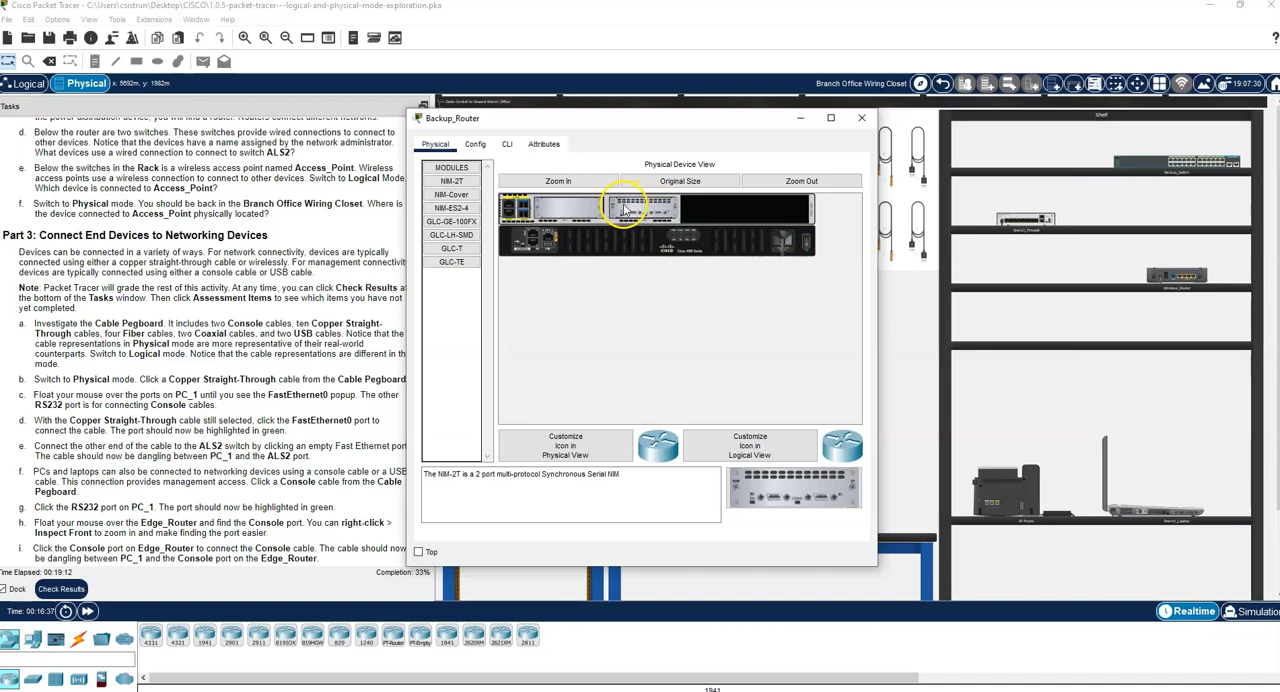 Cisco Packet Tracer - C:\Users\csistrun\Desktop\CISCO\1.0.5-packet-tracer---logical-and-physical-mode-exploration.pka
File Edit Options View Tools Extensions Window Help
Logical Physical x: 5692m, y: 1982m Branch Office Wiring Closet 19:07:30
Tasks
the power distribution device, you will find a router. Routers connect different networks.
d. Below the router are two switches. These switches provide wired connections to connect to
other devices. Notice that the devices have a name assigned by the network administrator.
What devices use a wired connection to connect to switch ALS2?
e. Below the switches in the Rack is a wireless access point named Access_Point. Wireless
access points use a wireless connection to connect to other devices. Switch to Logical Mode.
Which device is connected to Access_Point?
f. Switch to Physical mode. You should be back in the Branch Office Wiring Closet. Where is
the device connected to Access_Point physically located?
Part 3: Connect End Devices to Networking Devices
Devices can be connected in a variety of ways. For network connectivity, devices are typically
connected using either a copper straight-through cable or wirelessly. For management connectivity
devices are typically connected using either a console cable or USB cable.
Note: Packet Tracer will grade the rest of this activity. At any time, you can click Check Results at
the bottom of the Tasks window. Then click Assessment Items to see which items you have not
yet completed.
a. Investigate the Cable Pegboard. It includes two Console cables, ten Copper Straight-
Through cables, four Fiber cables, two Coaxial cables, and two USB cables. Notice that the
cable representations in Physical mode are more representative of their real-world
counterparts. Switch to Logical mode. Notice that the cable representations are different in th
mode.
b. Switch to Physical mode. Click a Copper Straight-Through cable from the Cable Pegboard
c. Float your mouse over the ports on PC_1 until you see the FastEthernet0 popup. The other
RS232 port is for connecting Console cables.
d. With the Copper Straight-Through cable still selected, click the FastEthernet0 port to
connect the cable. The port should now be highlighted in green.
e. Connect the other end of the cable to the ALS2 switch by clicking an empty Fast Ethernet port
The cable should now be dangling between PC_1 and the ALS2 port.
f. PCs and laptops can also be connected to networking devices using a console cable or a USB
cable. This connection provides management access. Click a Console cable from the Cable
Pegboard.
g. Click the RS232 port on PC_1. The port should now be highlighted in green.
h. Float your mouse over the Edge_Router and find the Console port. You can right-click >
Inspect Front to zoom in and make finding the port easier.
i. Click the Console port on Edge_Router to connect the Console cable. The cable should now
be dangling between PC_1 and the Console port on the Edge_Router.
Time Elapsed: 00:19:12 Completion: 33%
Dock Check Results
Backup_Router
Physical Config CLI Attributes
MODULES
NIM-2T
NIM-Cover
NIM-ES2-4
GLC-GE-100FX
GLC-LH-SMD
GLC-T
GLC-TE
Physical Device View
Zoom In Original Size Zoom Out
Customize
Icon in
Physical View
Customize
Icon in
Logical View
The NIM-2T is a 2 port multi-protocol Synchronous Serial NIM
Top
Shelf
Backup_Switch
Branch_Firewall
Wireless_Router
IP Phone
Branch_Laptop
Time: 00:16:37 Realtime Simulation
4331 4321 1941 2901 2911 819IOX 819HGW 829 1240 PT-Router PT-Empty 1841 2620XM 2621XM 2811
1941